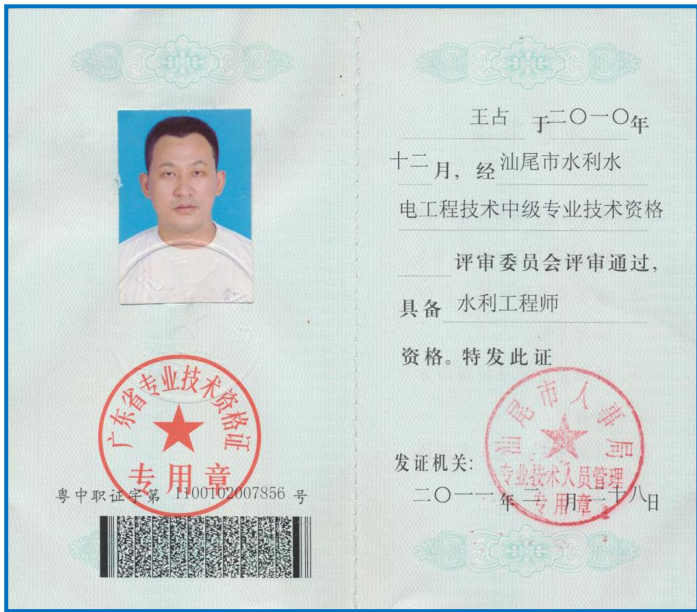 广东省专业技术资格证
专用章
粤中职证字第 1100102007856 号
王占 于二〇一〇年
十二月，经 汕尾市水利水
电工程技术中级专业技术资格
评审委员会评审通过，
具备 水利工程师
资格。特发此证
汕尾市人事局
专业技术人员管理
专用章
发证机关：
二〇一一年二月二十八日